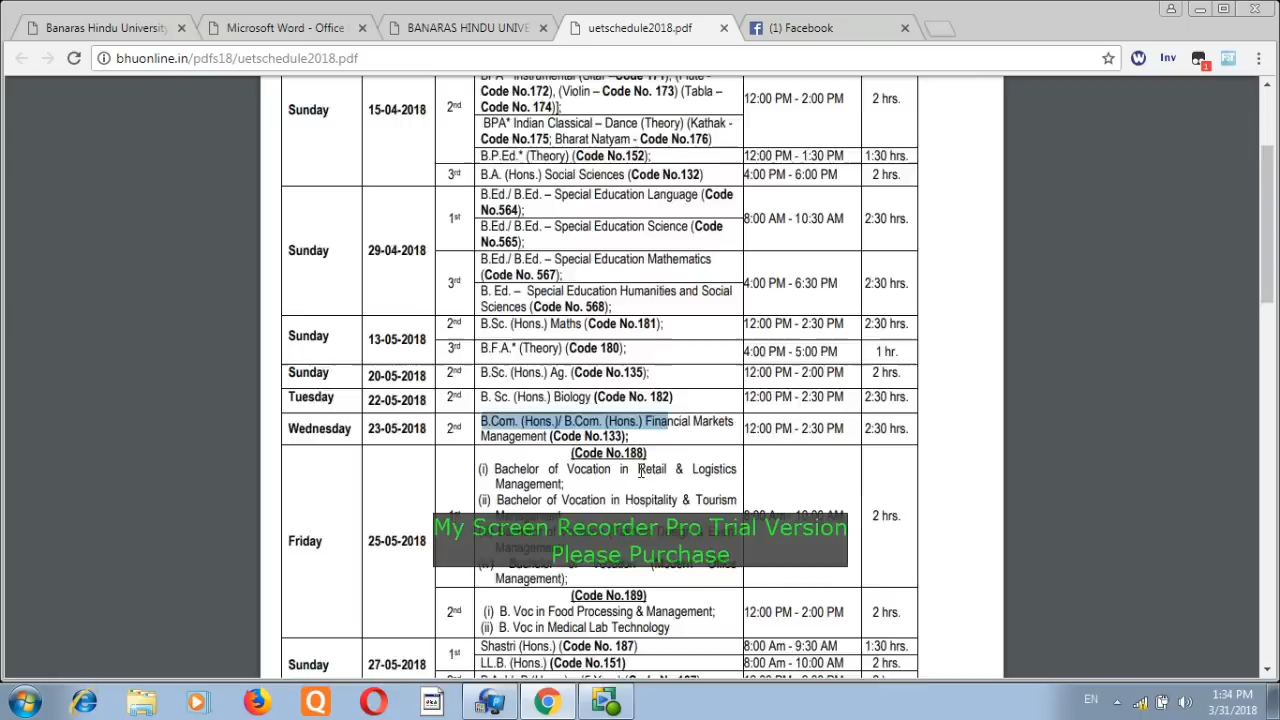 Banaras Hindu University
Microsoft Word - Office
BANARAS HINDU UNIVE
uetschedule2018.pdf
(1) Facebook
bhuonline.in/pdfs18/uetschedule2018.pdf
Inv
1
BPA* Instrumental (Sitar –Code 171), (Flute -
Code No.172), (Violin – Code No. 173) (Tabla –
Code No. 174)];
Sunday 15-04-2018 2nd 12:00 PM - 2:00 PM 2 hrs.
BPA* Indian Classical – Dance (Theory) (Kathak -
Code No.175; Bharat Natyam - Code No.176)
B.P.Ed.* (Theory) (Code No.152); 12:00 PM - 1:30 PM 1:30 hrs.
3rd B.A. (Hons.) Social Sciences (Code No.132) 4:00 PM - 6:00 PM 2 hrs.
Sunday 29-04-2018 1st B.Ed./ B.Ed. – Special Education Language (Code
No.564); 8:00 AM - 10:30 AM 2:30 hrs.
B.Ed./ B.Ed. – Special Education Science (Code
No.565);
3rd B.Ed./ B.Ed. – Special Education Mathematics
(Code No. 567); 4:00 PM - 6:30 PM 2:30 hrs.
B. Ed. – Special Education Humanities and Social
Sciences (Code No. 568);
Sunday 13-05-2018 2nd B.Sc. (Hons.) Maths (Code No.181); 12:00 PM - 2:30 PM 2:30 hrs.
3rd B.F.A.* (Theory) (Code 180); 4:00 PM - 5:00 PM 1 hr.
Sunday 20-05-2018 2nd B.Sc. (Hons.) Ag. (Code No.135); 12:00 PM - 2:00 PM 2 hrs.
Tuesday 22-05-2018 2nd B. Sc. (Hons.) Biology (Code No. 182) 12:00 PM - 2:30 PM 2:30 hrs.
Wednesday 23-05-2018 2nd B.Com. (Hons.)/ B.Com. (Hons.) Financial Markets
Management (Code No.133); 12:00 PM - 2:30 PM 2:30 hrs.
Friday 25-05-2018 (Code No.188)
(i) Bachelor of Vocation in Retail & Logistics
Management;
(ii) Bachelor of Vocation in Hospitality & Tourism
2 hrs.
My Screen Recorder Pro Trial Version
Please Purchase
Management);
(Code No.189)
2nd (i) B. Voc in Food Processing & Management; 12:00 PM - 2:00 PM 2 hrs.
(ii) B. Voc in Medical Lab Technology
Sunday 27-05-2018 1st Shastri (Hons.) (Code No. 187) 8:00 Am - 9:30 AM 1:30 hrs.
LL.B. (Hons.) (Code No.151) 8:00 Am - 10:00 AM 2 hrs.
EN
1:34 PM
3/31/2018